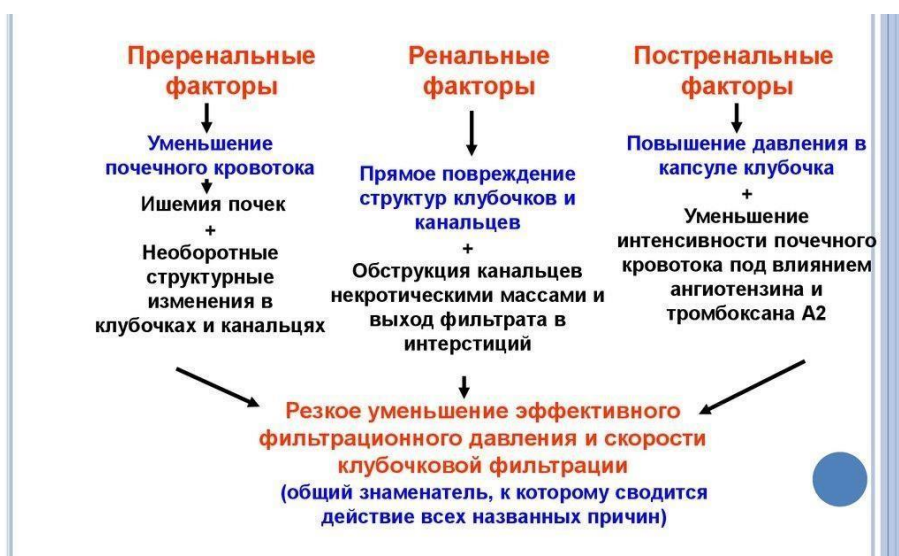 Преренальные
факторы
Уменьшение
почечного кровотока
Ишемия почек
+
Необоротные
структурные
изменения в
клубочках и канальцях
Ренальные
факторы
Прямое повреждение
структур клубочков и
канальцев
+
Обструкция канальцев
некротическими массами и
выход фильтрата в
интерстиций
Постренальные
факторы
Повышение давления в
капсуле клубочка
+
Уменьшение
интенсивности почечного
кровотока под влиянием
ангиотензина и
тромбоксана А2
Резкое уменьшение эффективного
фильтрационного давления и скорости
клубочковой фильтрации
(общий знаменатель, к которому сводится
действие всех названных причин)